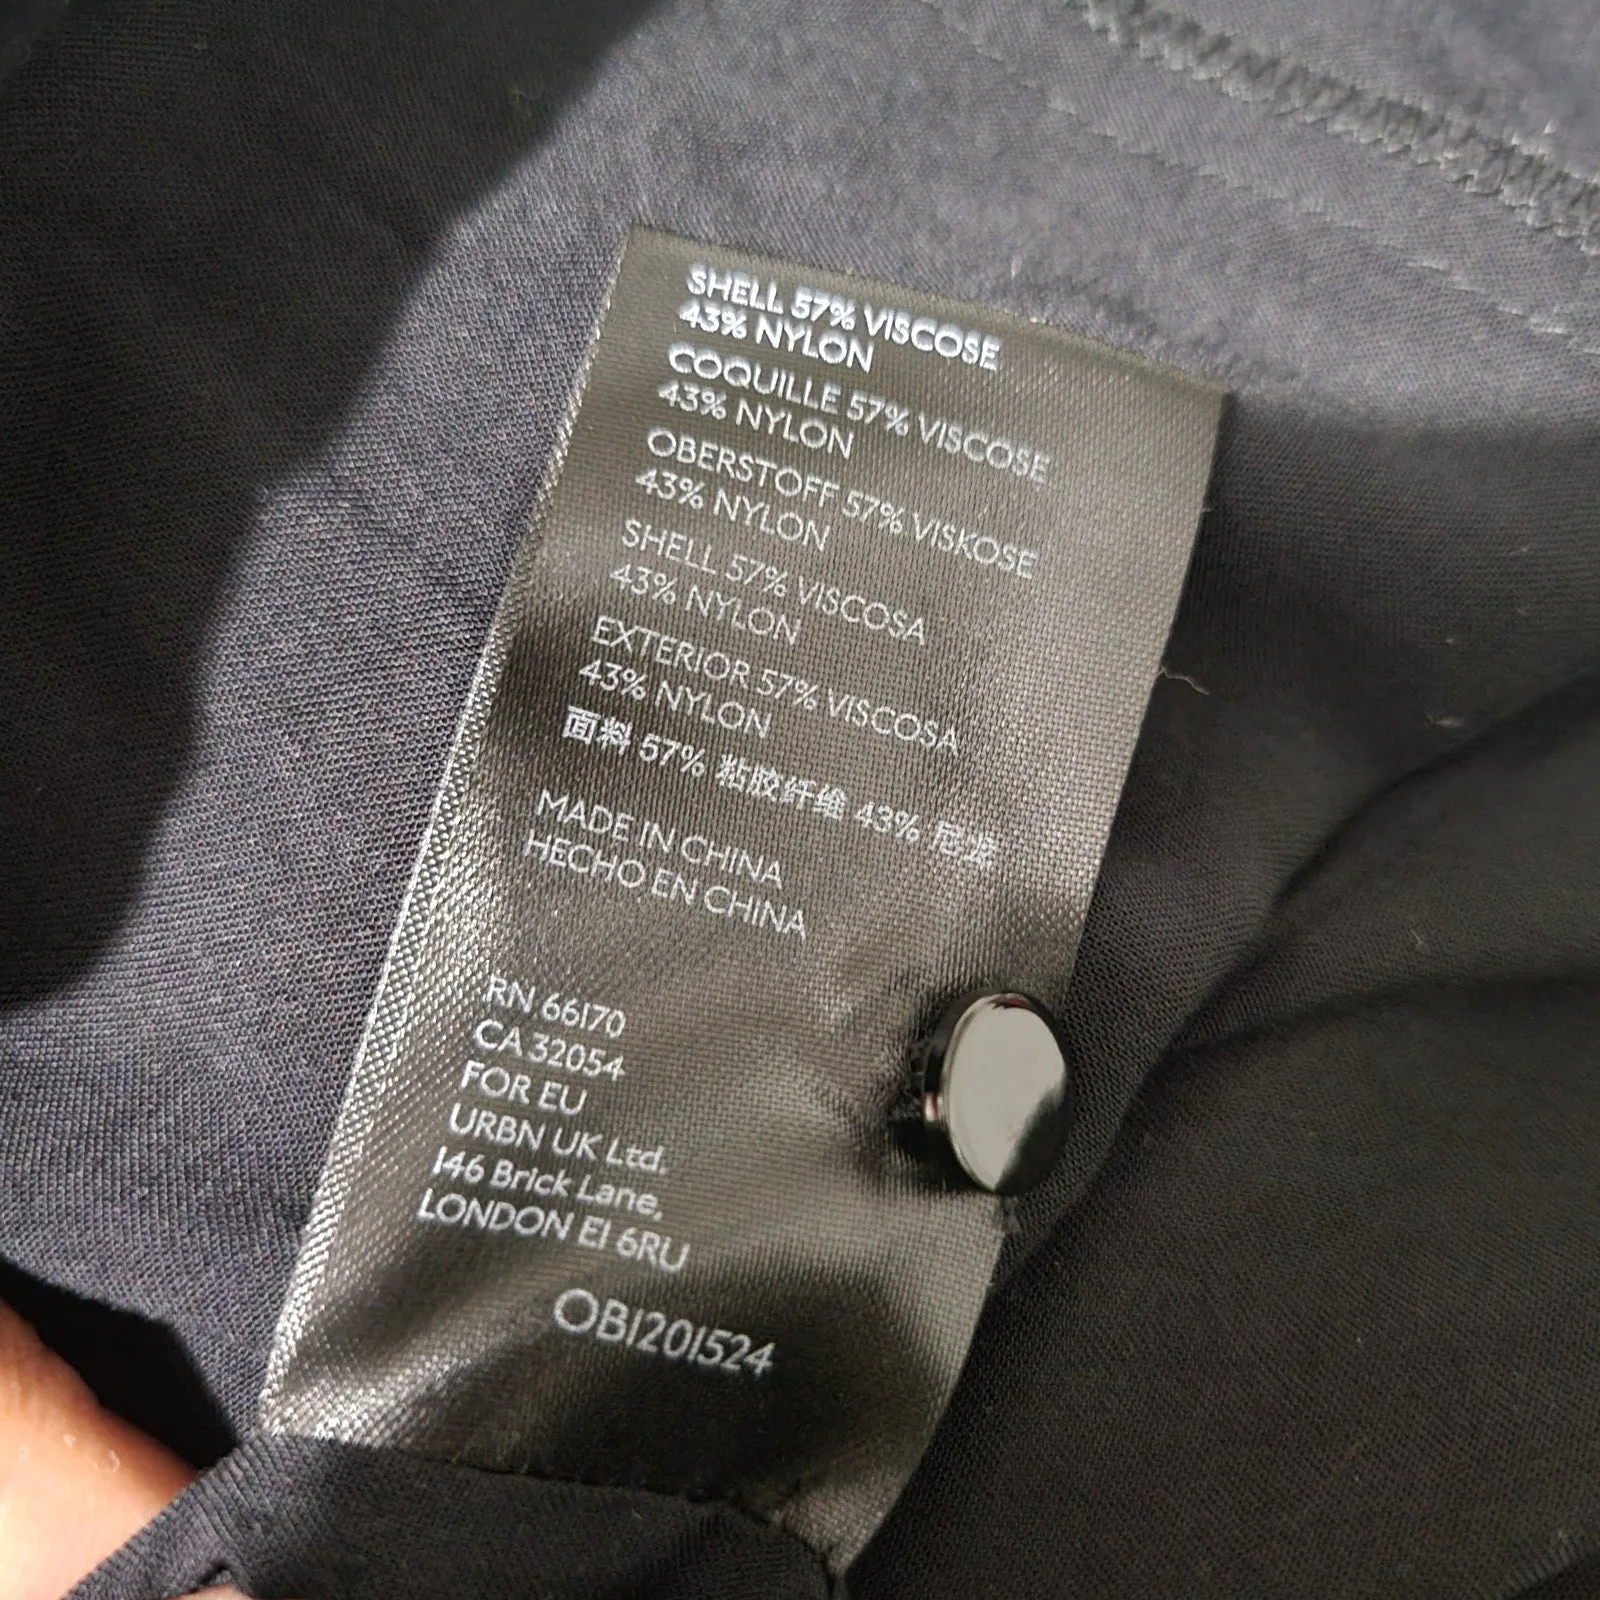 SHELL 57% VISCOSE
43% NYLON
COQUILLE 57% VISCOSE
43% NYLON
OBERSTOFF 57% VISKOSE
43% NYLON
SHELL 57% VISCOSA
43% NYLON
EXTERIOR 57% VISCOSA
43% NYLON
面料 57% 粘胶纤维 43% 尼龙
MADE IN CHINA
HECHO EN CHINA
RN 66170
CA 32054
FOR EU
URBN UK Ltd.
146 Brick Lane,
LONDON E1 6RU
OB1201524